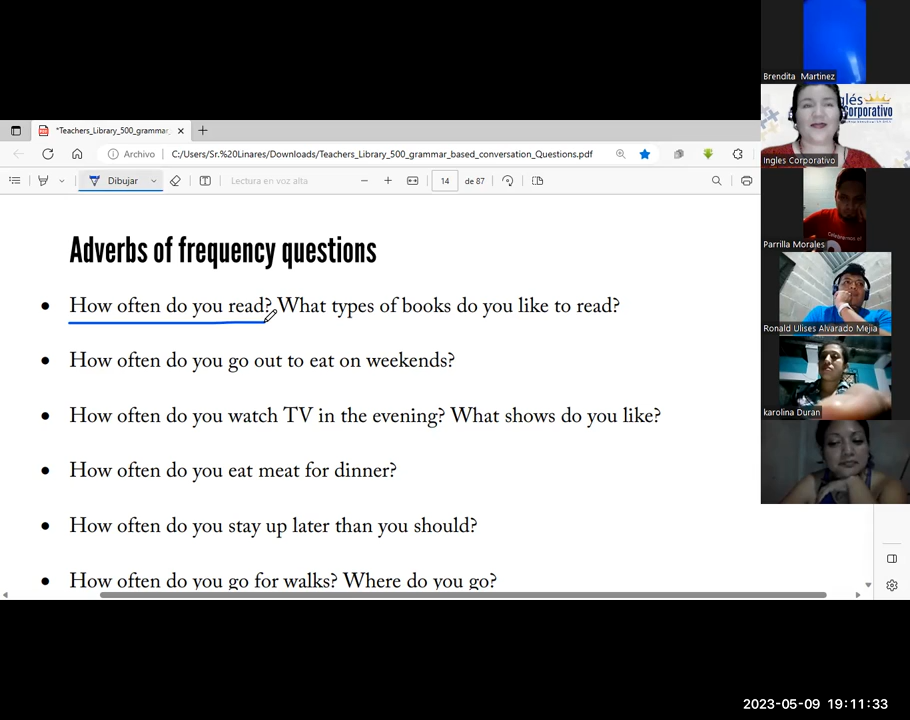 Brendita Martinez
*Teachers_Library_500_grammar_
Archivo
C:/Users/Sr.%20Linares/Downloads/Teachers_Library_500_grammar_based_conversation_Questions.pdf
Dibujar
Lectura en voz alta
14
de 87
Adverbs of frequency questions
• How often do you read? What types of books do you like to read?
• How often do you go out to eat on weekends?
• How often do you watch TV in the evening? What shows do you like?
• How often do you eat meat for dinner?
• How often do you stay up later than you should?
• How often do you go for walks? Where do you go?
Ingles Corporativo
Parrilla Morales
Ronald Ulises Alvarado Mejia
karolina Duran
2023-05-09 19:11:33